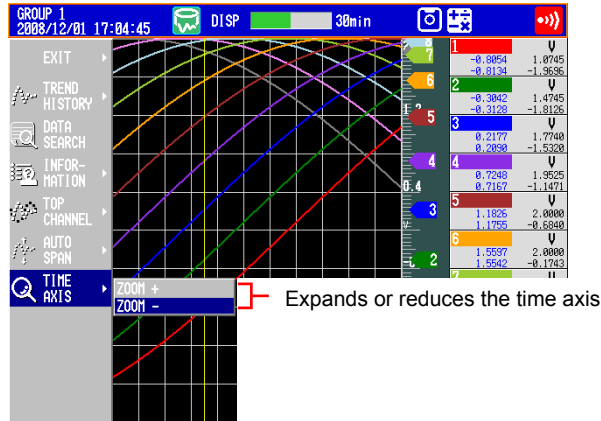 GROUP 1
2008/12/01 17:04:45
DISP
30min
EXIT
TREND
HISTORY
DATA
SEARCH
INFOR-
MATION
TOP
CHANNEL
AUTO
SPAN
TIME
AXIS
ZOOM +
ZOOM -
Expands or reduces the time axis
8
7
6
5
4
0.4
3
2
1 V
-0.8054 1.0745
-0.8134 -1.9696
2 V
-0.3042 1.4745
-0.3128 -1.8126
3 V
0.2177 1.7740
0.2090 -1.5320
4 V
0.7248 1.9525
0.7167 -1.1471
5 V
1.1826 2.0000
1.1755 -0.6840
6 V
1.5597 2.0000
1.5542 -0.1743
7 V